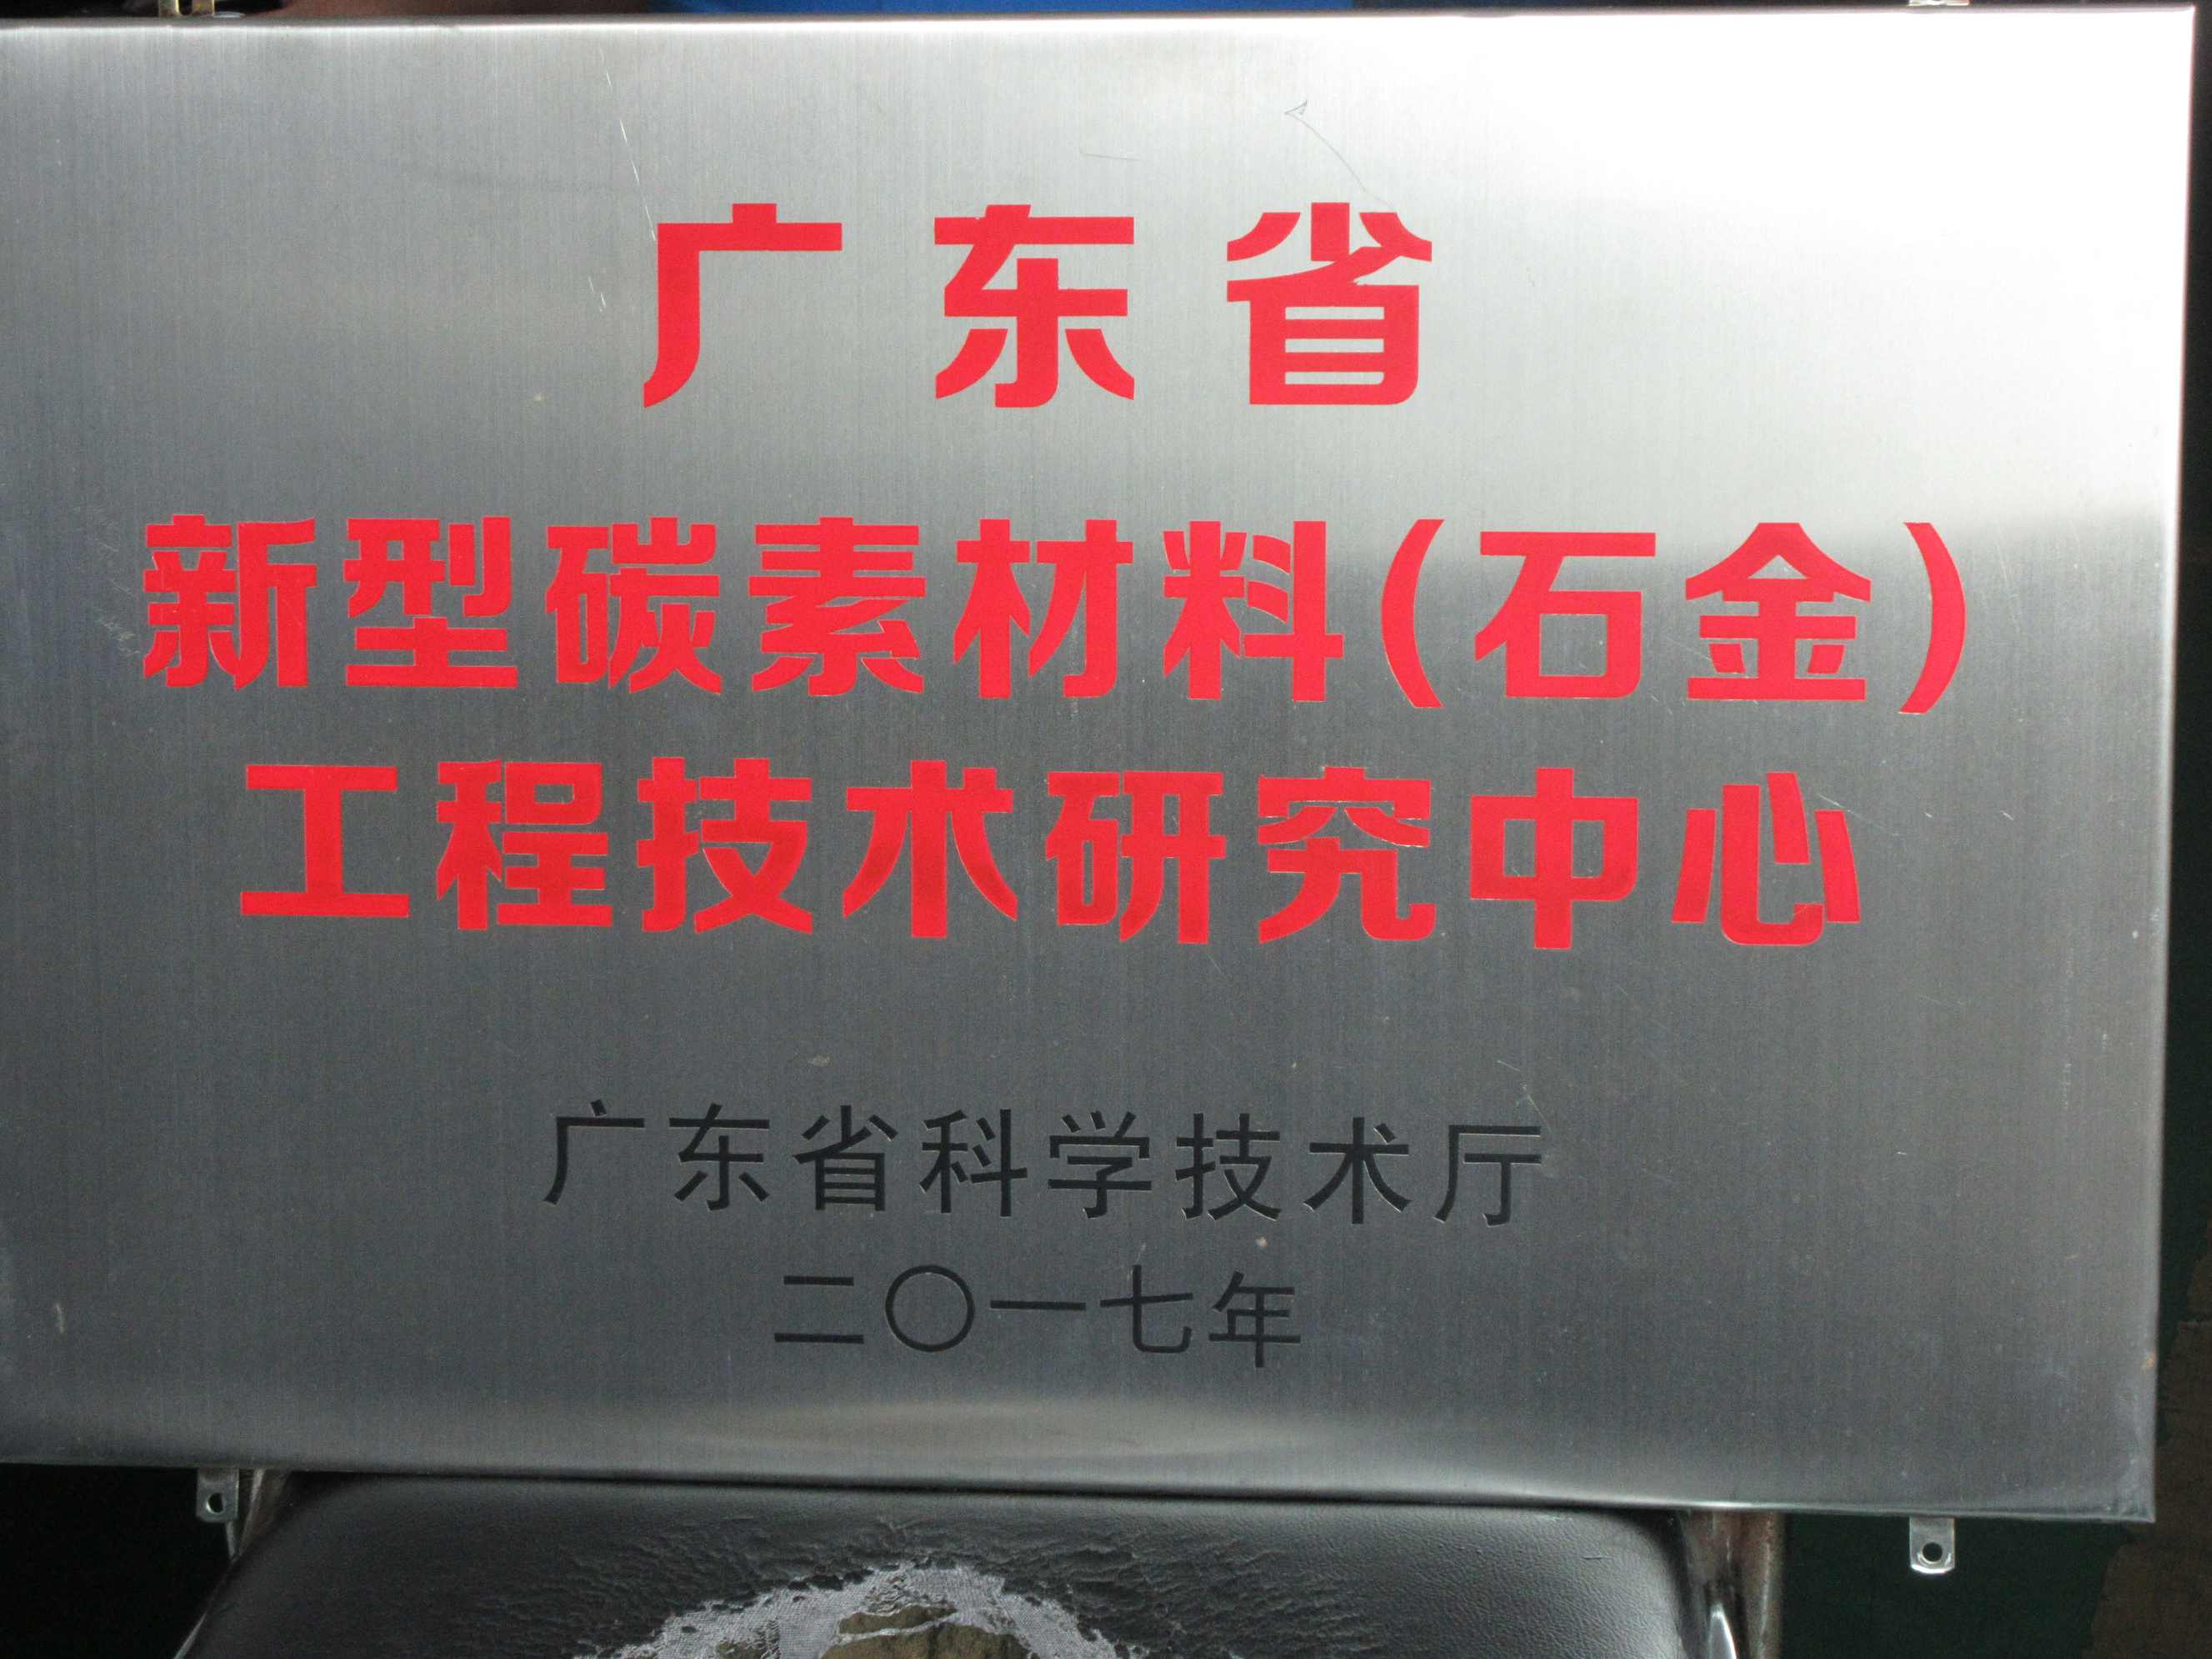 广东省
新型碳素材料(石金)
工程技术研究中心
广东省科学技术厅
二〇一七年